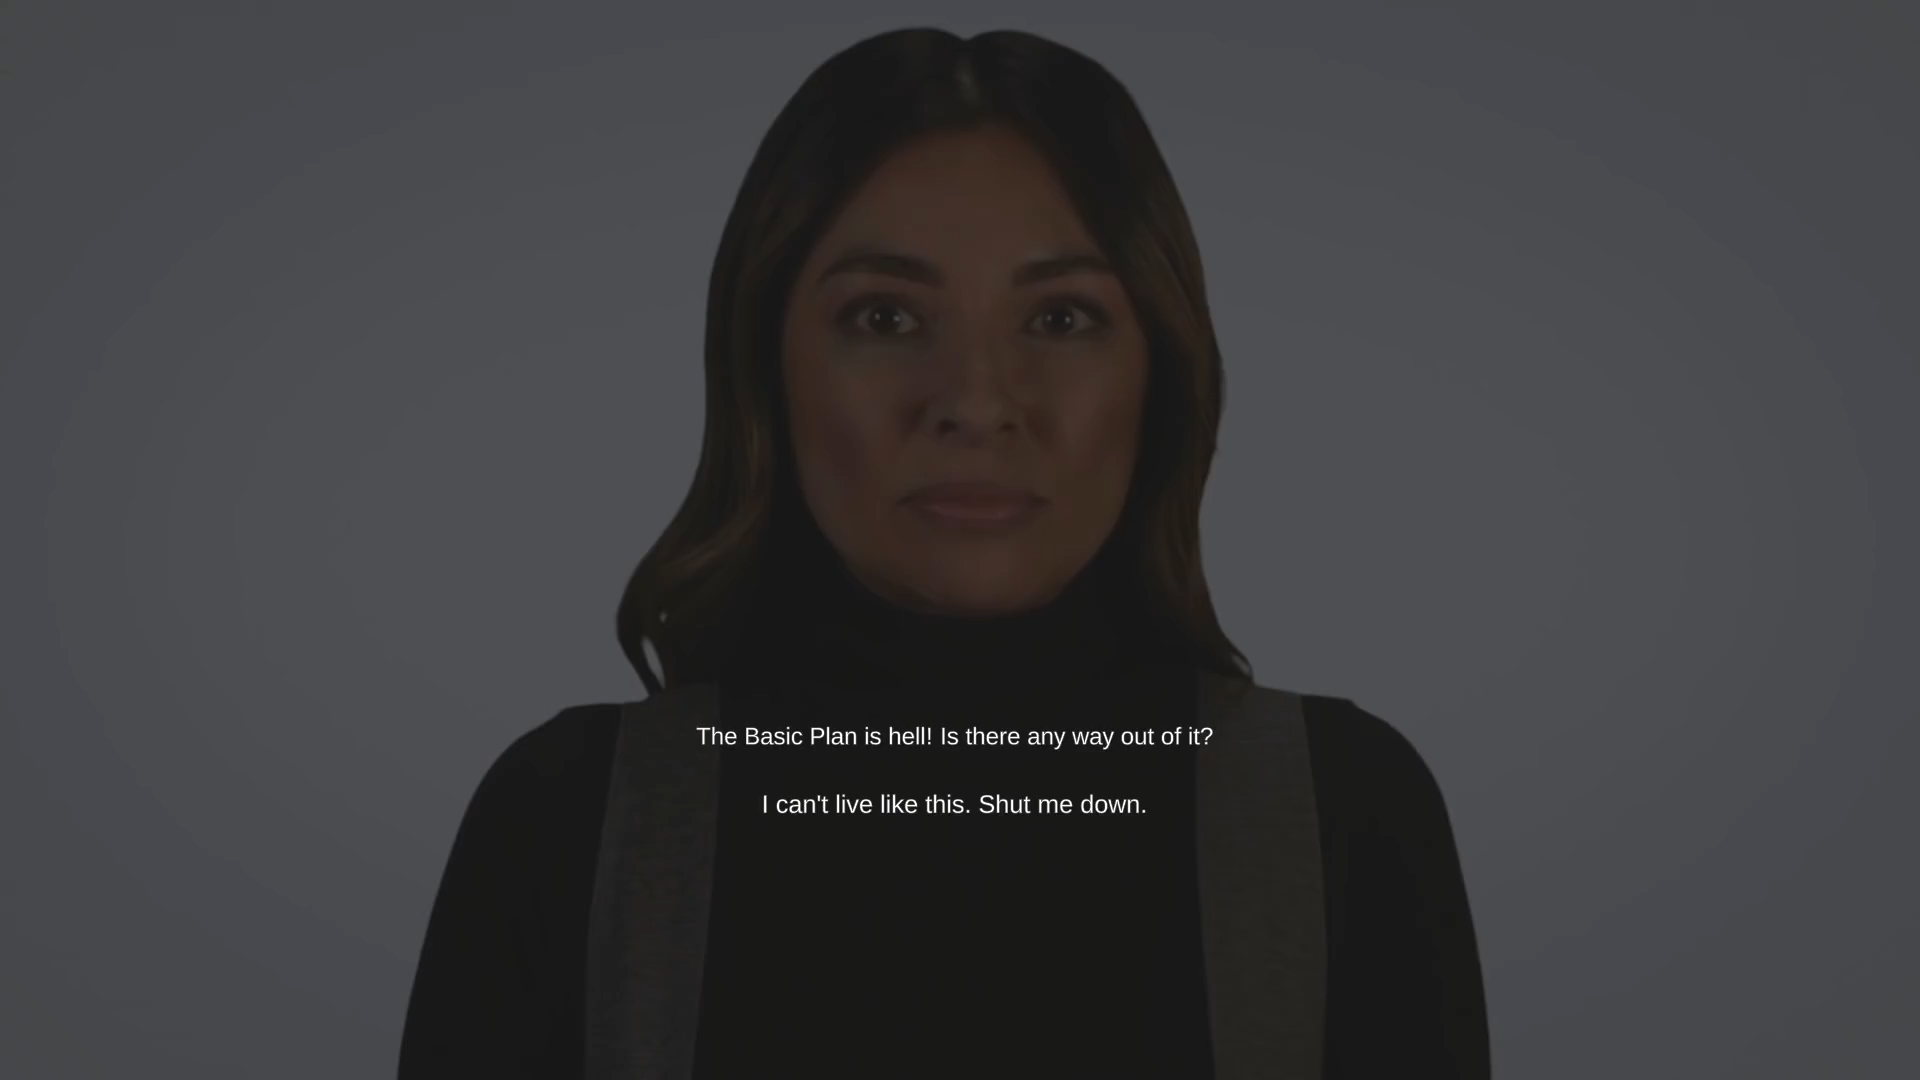 The Basic Plan is hell! Is there any way out of it?
I can't live like this. Shut me down.